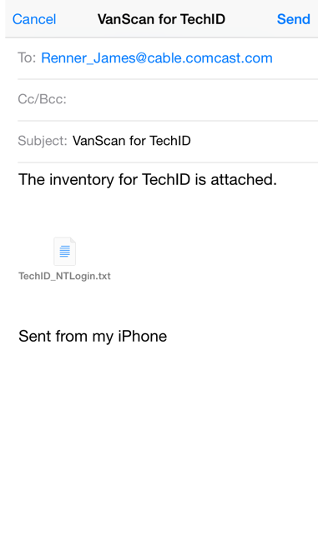 Cancel VanScan for TechID Send
To: Renner_James@cable.comcast.com
Cc/Bcc:
Subject: VanScan for TechID
The inventory for TechID is attached.
TechID_NTLogin.txt
Sent from my iPhone